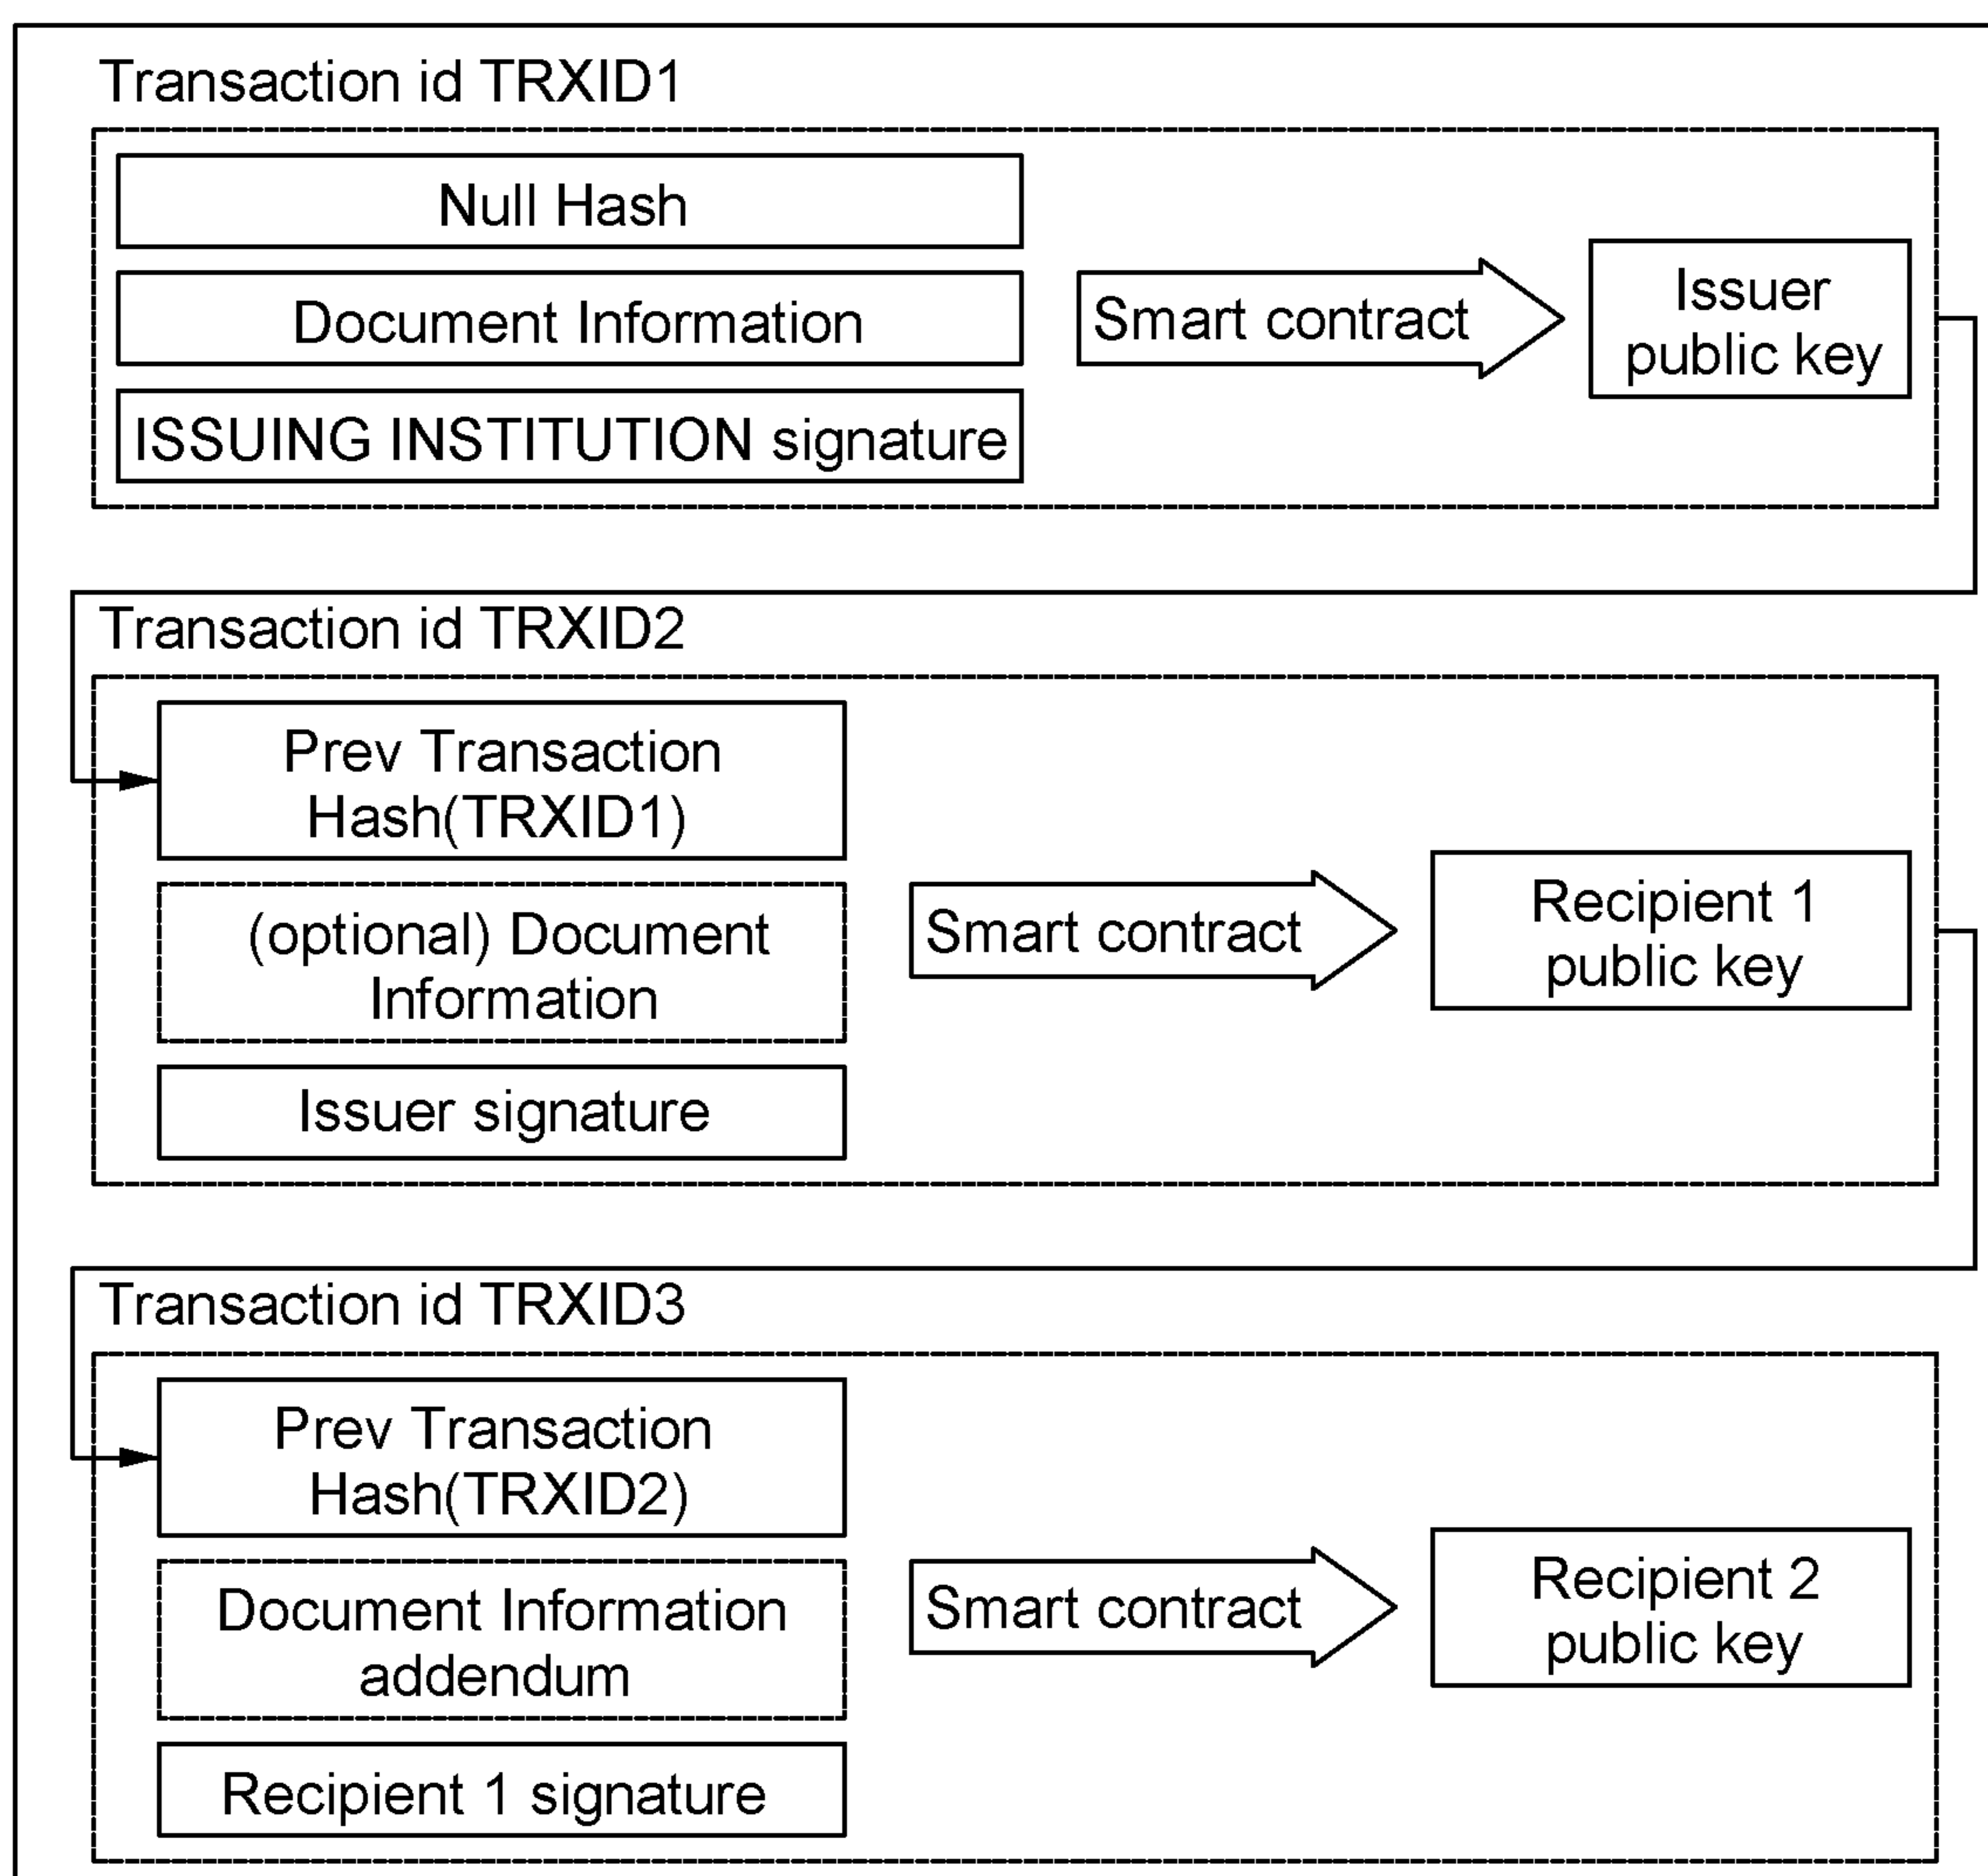 Transaction id TRXID1
Null Hash
Document Information
ISSUING INSTITUTION signature
Smart contract
Issuer
public key
Transaction id TRXID2
Prev Transaction
Hash(TRXID1)
(optional) Document
Information
Issuer signature
Smart contract
Recipient 1
public key
Transaction id TRXID3
Prev Transaction
Hash(TRXID2)
Document Information
addendum
Recipient 1 signature
Smart contract
Recipient 2
public key